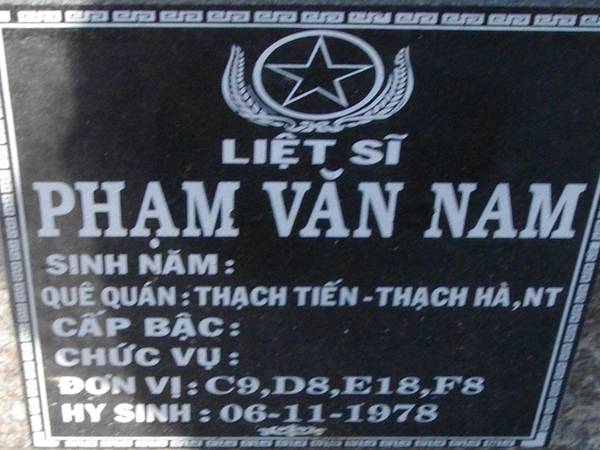 LIỆT SĨ
PHẠM VĂN NAM
SINH NĂM :
QUÊ QUÁN : THẠCH TIẾN - THẠCH HÀ,NT
CẤP BẬC :
CHỨC VỤ :
ĐƠN VỊ : C9,D8,E18,F8
HY SINH : 06-11-1978